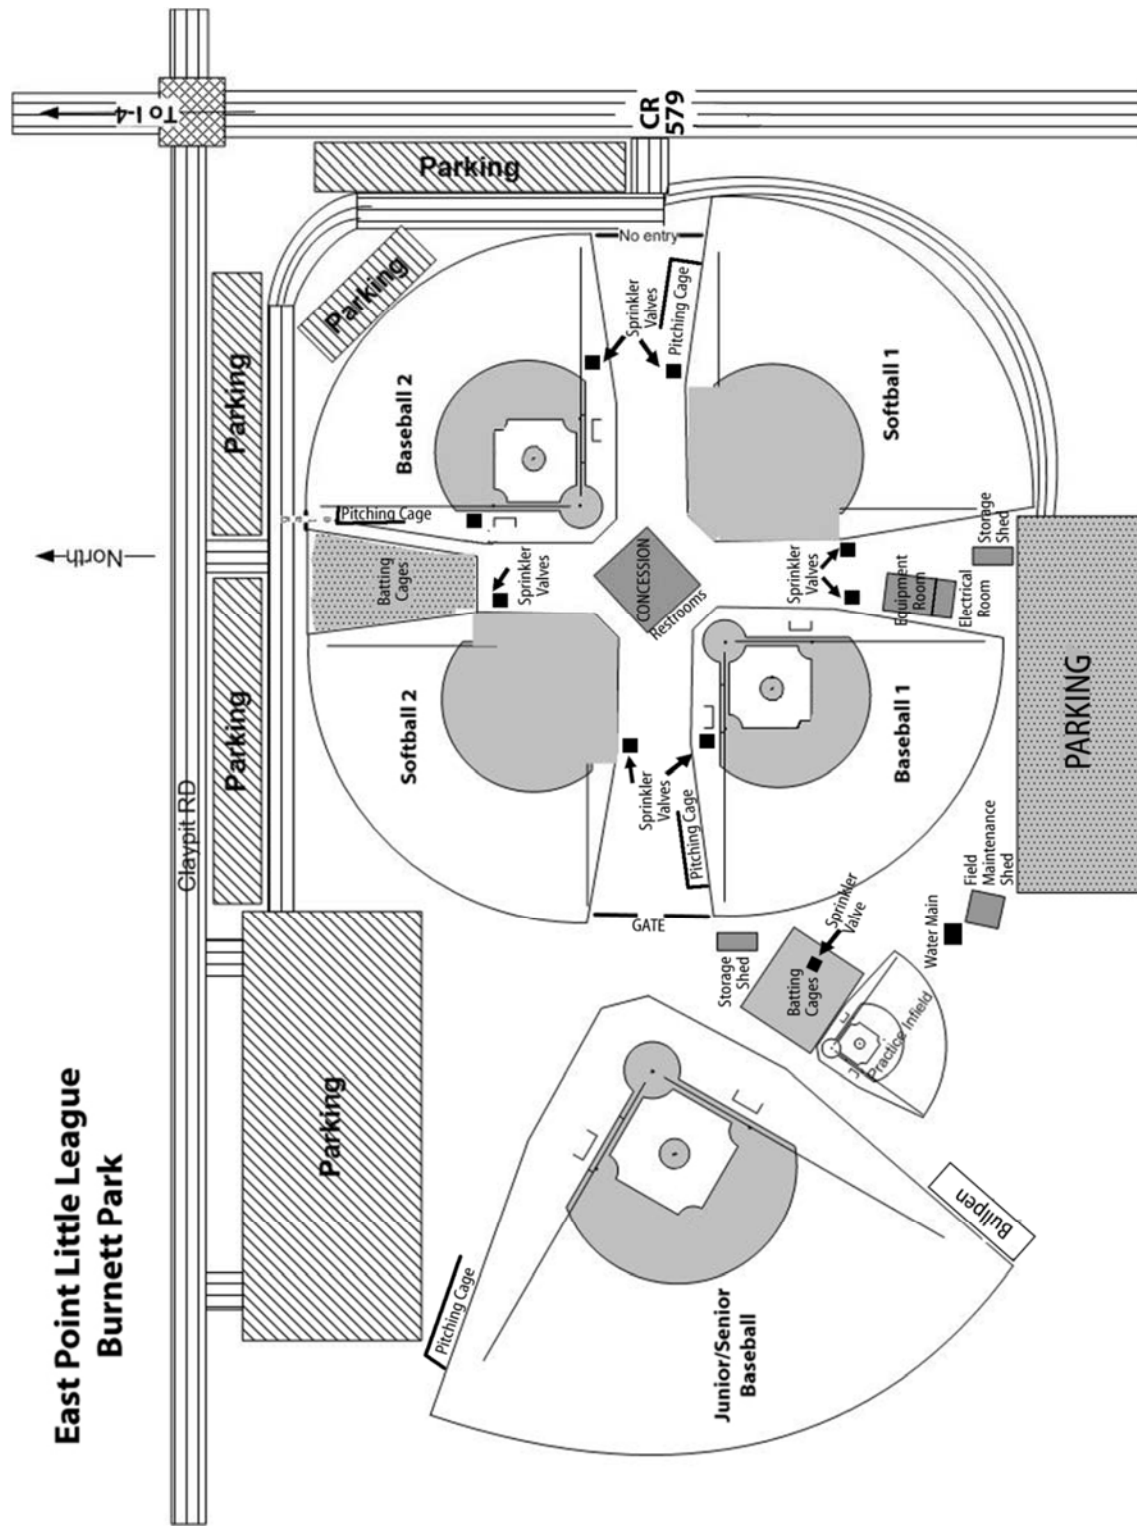 East Point Little League
Burnett Park
To I-4
CR
579
Claypit RD
North
Parking
Parking
Parking
Parking
Parking
No entry
Baseball 2
Pitching Cage
Sprinkler
Valves
Pitching Cage
Softball 1
Batting
Cages
Sprinkler
Valves
CONCESSION
Restrooms
Sprinkler
Valves
Equipment
Room
Electrical
Room
Storage
Shed
Softball 2
Sprinkler
Valves
Pitching Cage
Baseball 1
PARKING
GATE
Storage
Shed
Batting
Cages
Sprinkler
Valve
Water Main
Field
Maintenance
Shed
Practice Infield
Bullpen
Pitching Cage
Junior/Senior
Baseball